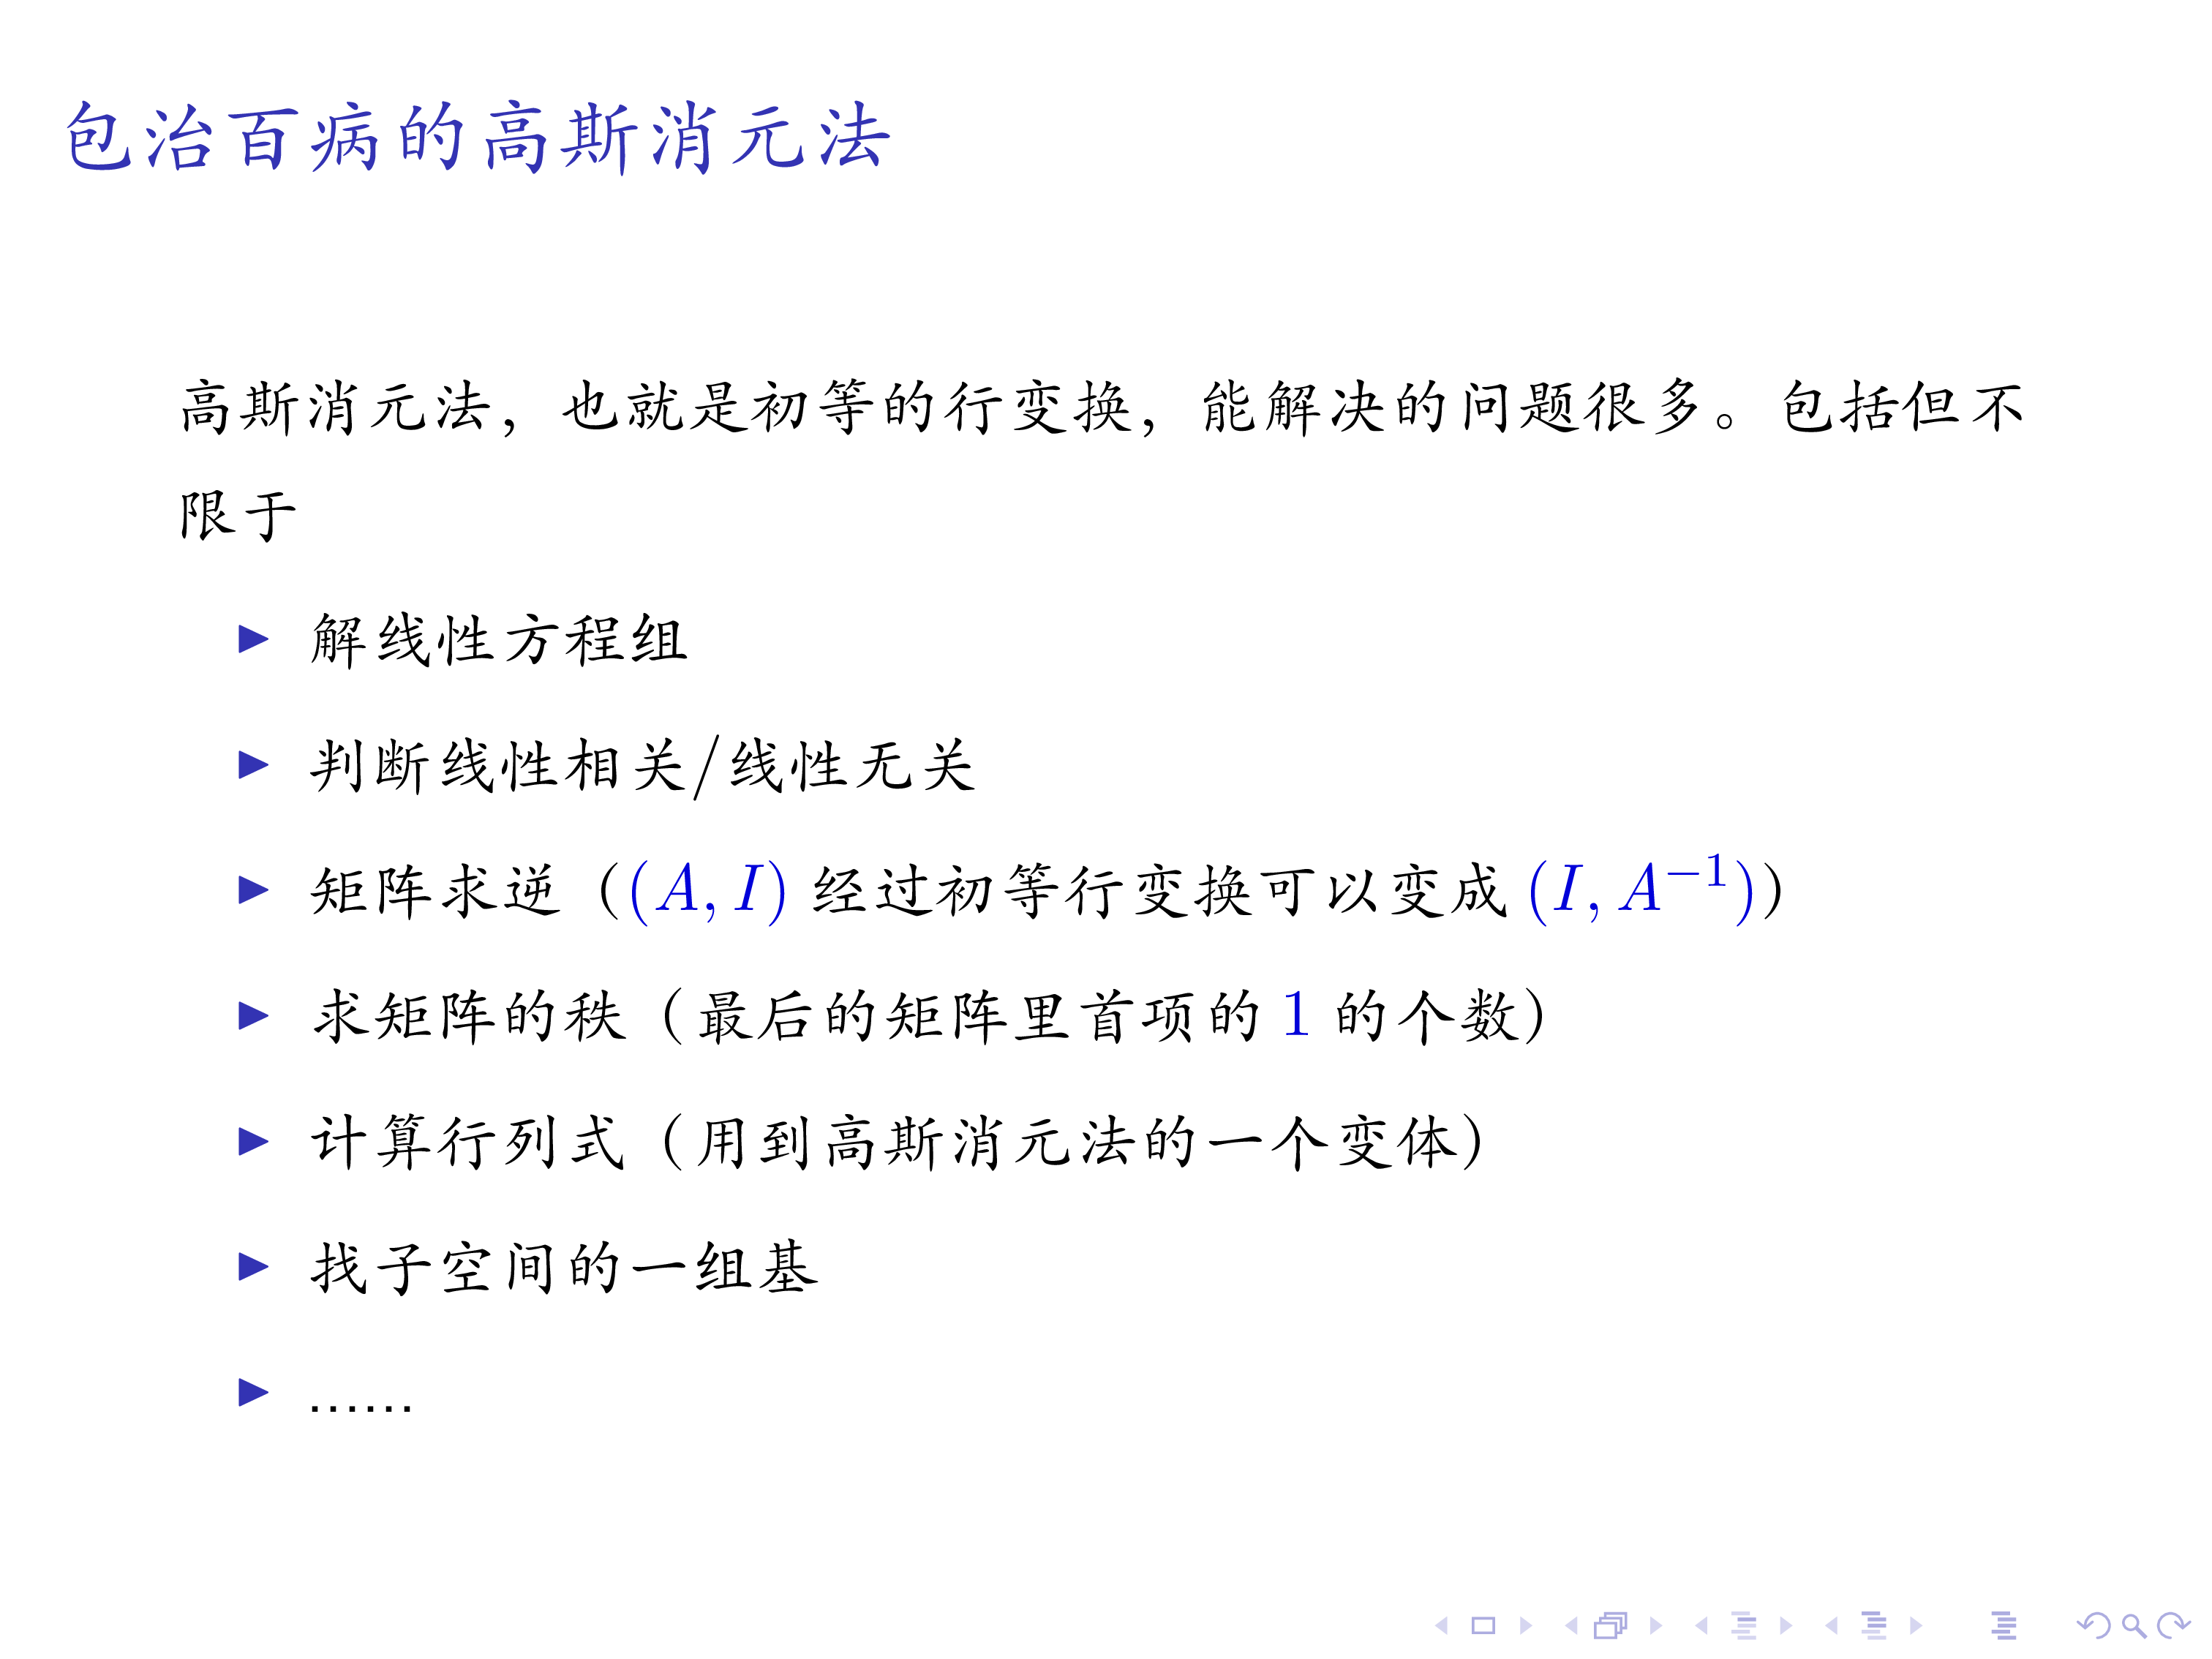 包治百病的高斯消元法
高斯消元法，也就是初等的行变换，能解决的问题很多。包括但不
限于
解线性方程组
判断线性相关/线性无关
矩阵求逆（(A, I) 经过初等行变换可以变成 (I, A⁻¹)）
求矩阵的秩（最后的矩阵里首项的 1 的个数）
计算行列式（用到高斯消元法的一个变体）
找子空间的一组基
......